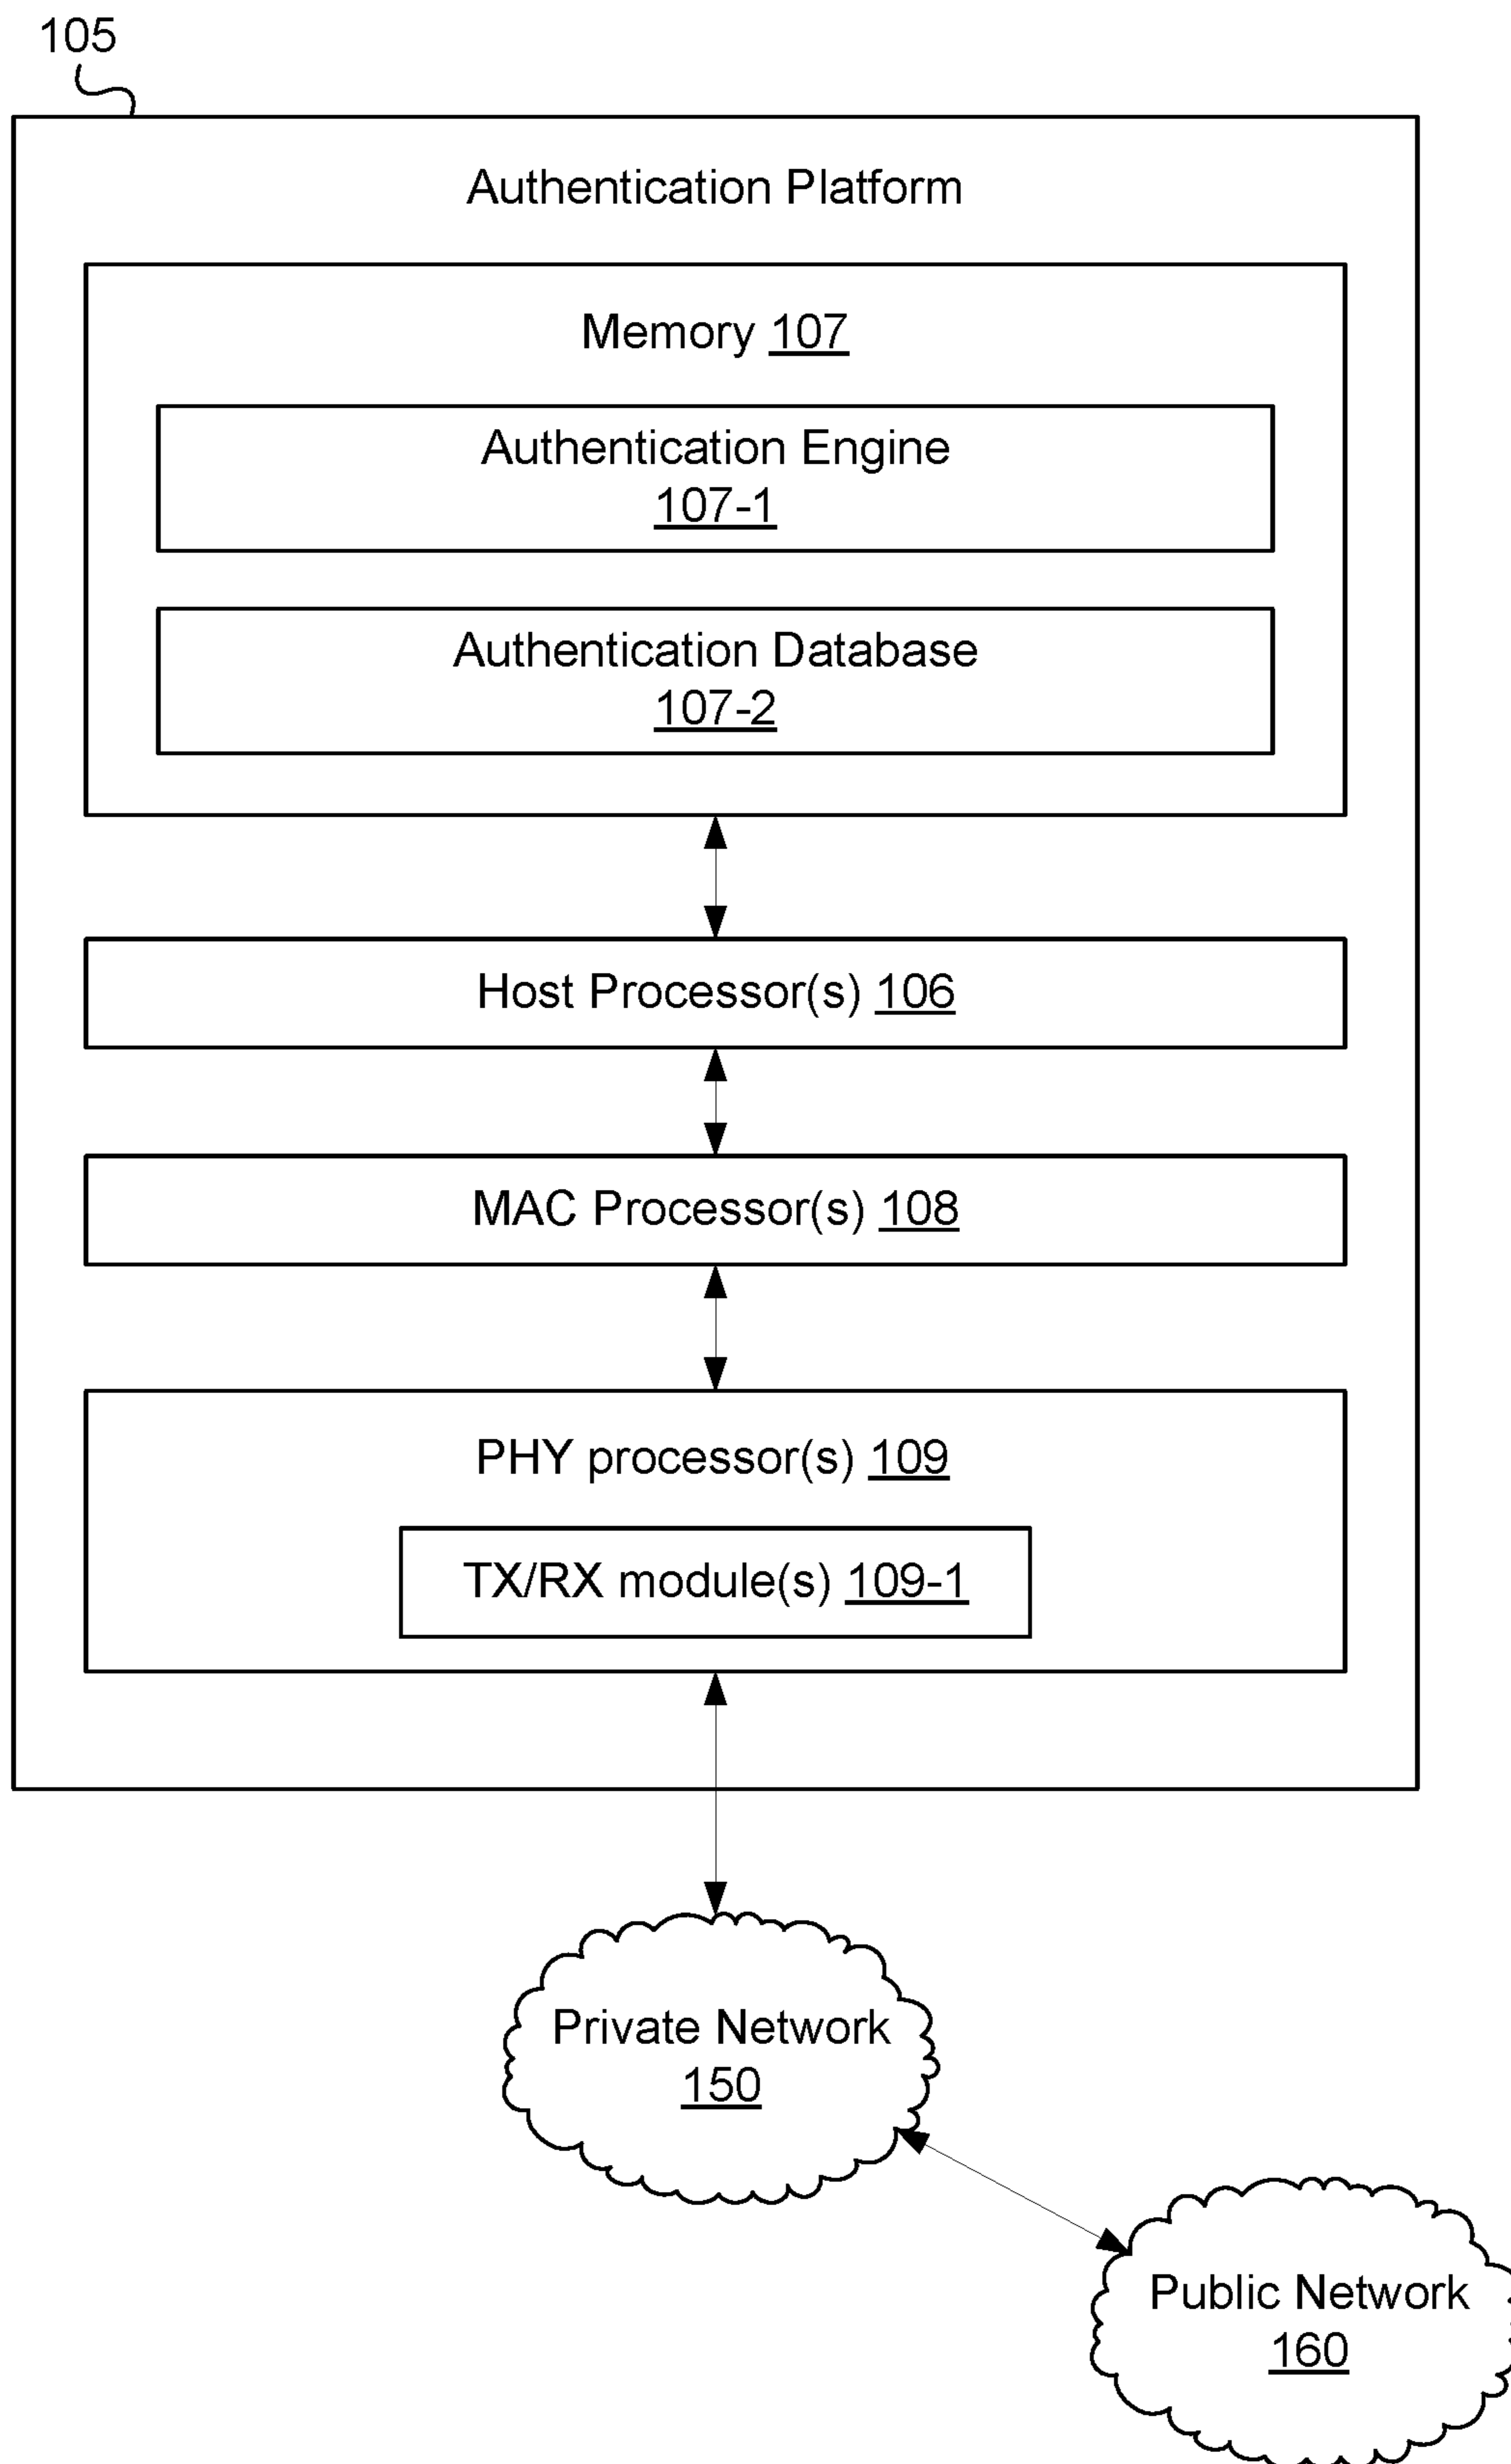 105
Authentication Platform
Memory 107
Authentication Engine
107-1
Authentication Database
107-2
Host Processor(s) 106
MAC Processor(s) 108
PHY processor(s) 109
TX/RX module(s) 109-1
Private Network
150
Public Network
160